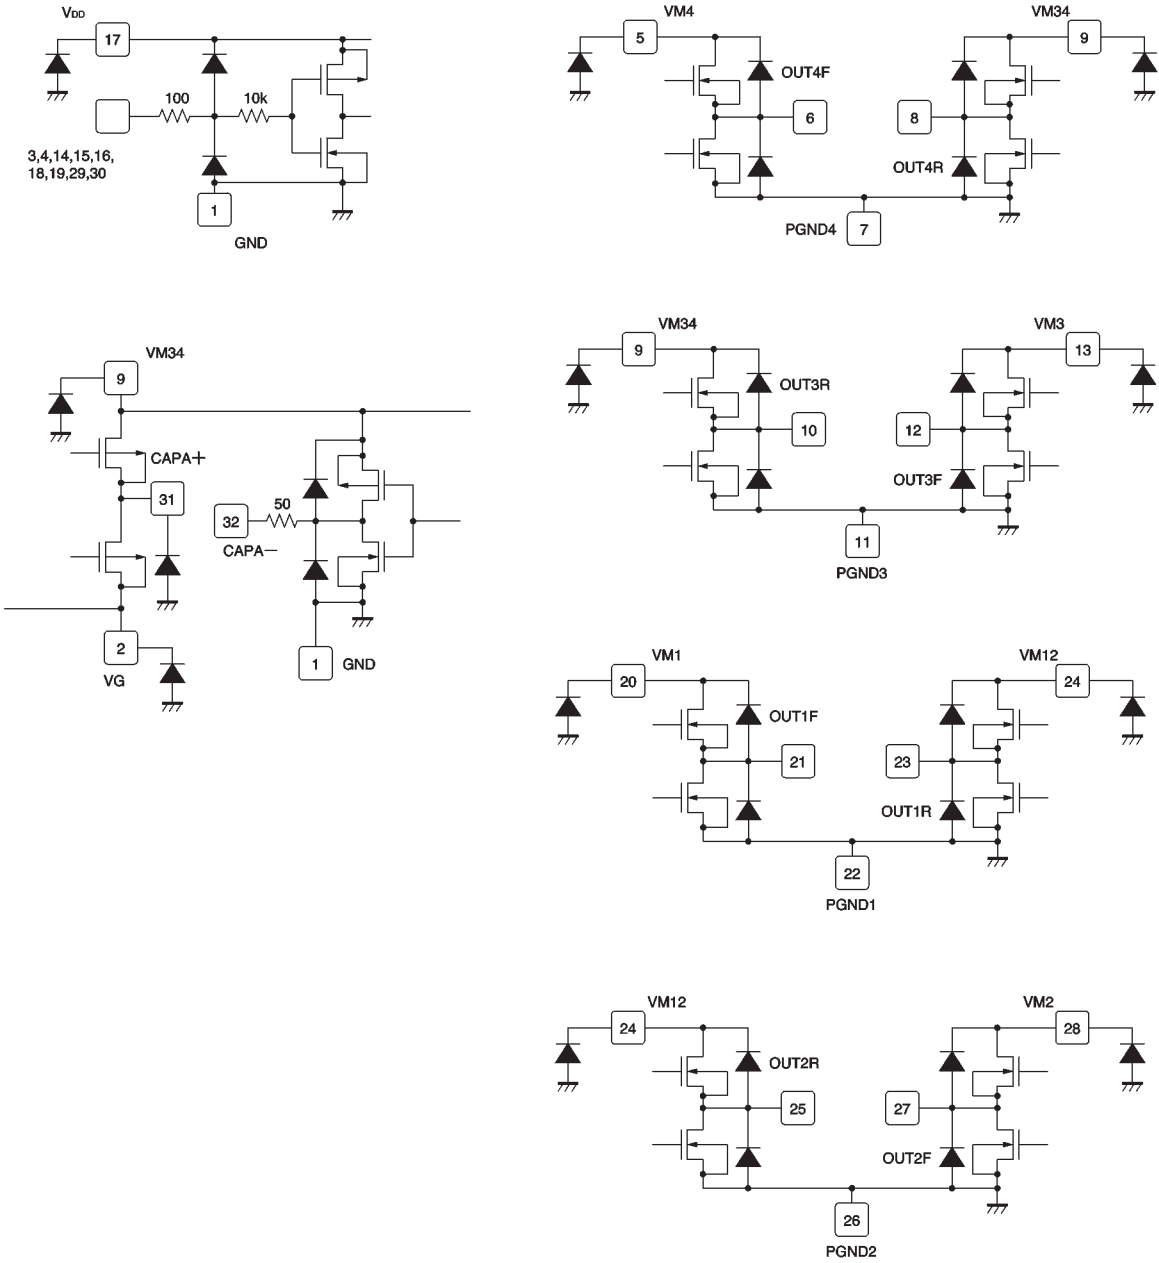 VDD
17
100
10k
3,4,14,15,16,
18,19,29,30
1
GND
VM4
VM34
5
9
OUT4F
6
8
OUT4R
PGND4
7
VM34
9
CAPA+
31
50
32
CAPA−
2
VG
1
GND
VM34
VM3
9
13
OUT3R
10
12
OUT3F
11
PGND3
VM1
VM12
20
24
OUT1F
21
23
OUT1R
22
PGND1
VM12
VM2
24
28
OUT2R
25
27
OUT2F
26
PGND2